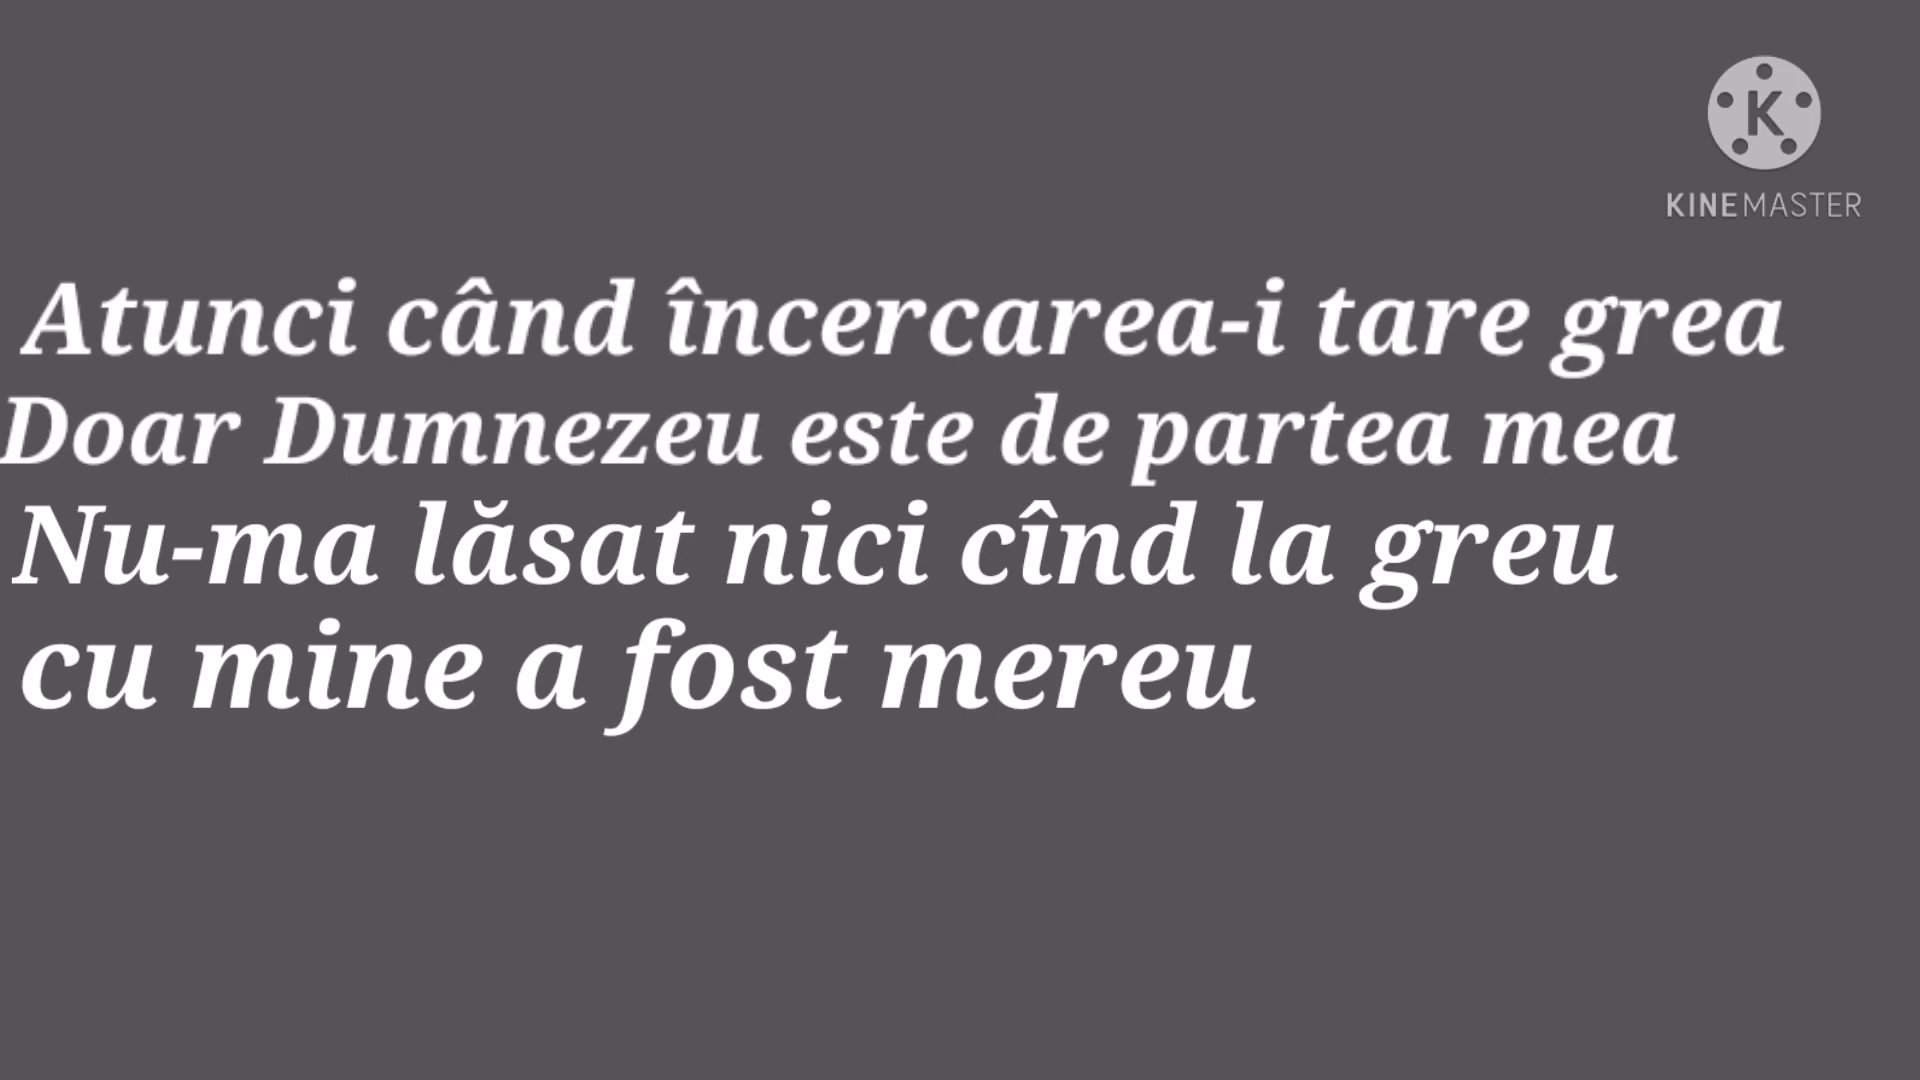 K
KINEMASTER
Atunci când încercarea-i tare grea
Doar Dumnezeu este de partea mea
Nu-ma lăsat nici cînd la greu
cu mine a fost mereu